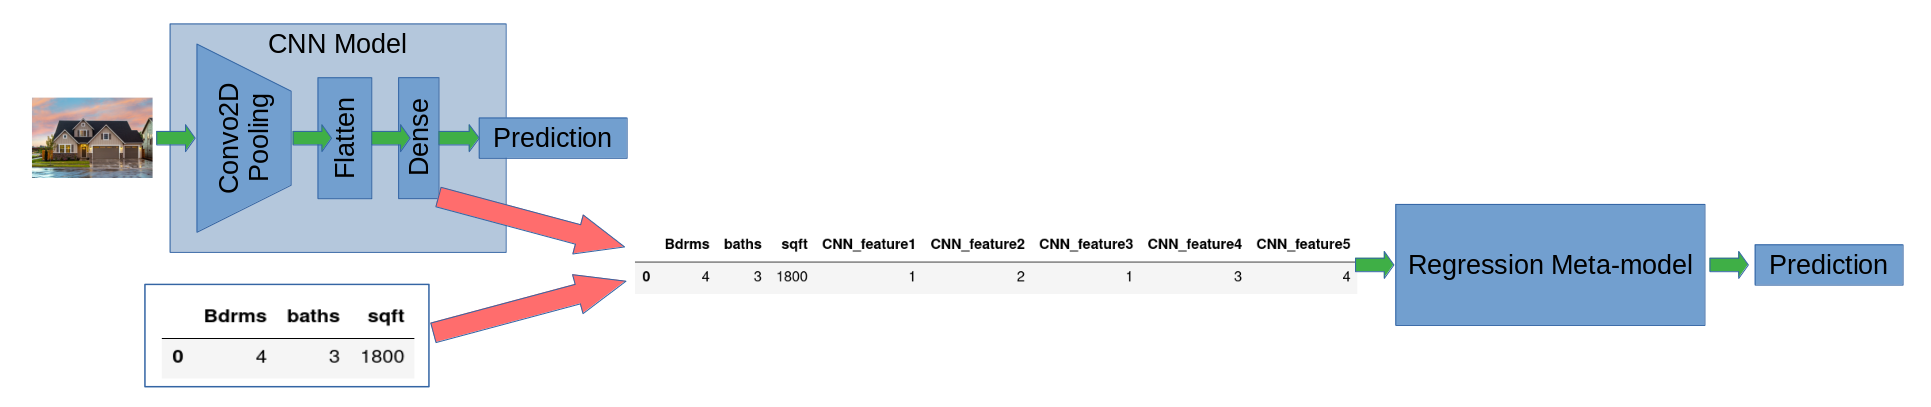 CNN Model
Convo2D
Pooling
Flatten
Dense
Prediction
Bdrms baths sqft
0 4 3 1800
Bdrms baths sqft CNN_feature1 CNN_feature2 CNN_feature3 CNN_feature4 CNN_feature5
0 4 3 1800 1 2 1 3 4
Regression Meta-model
Prediction